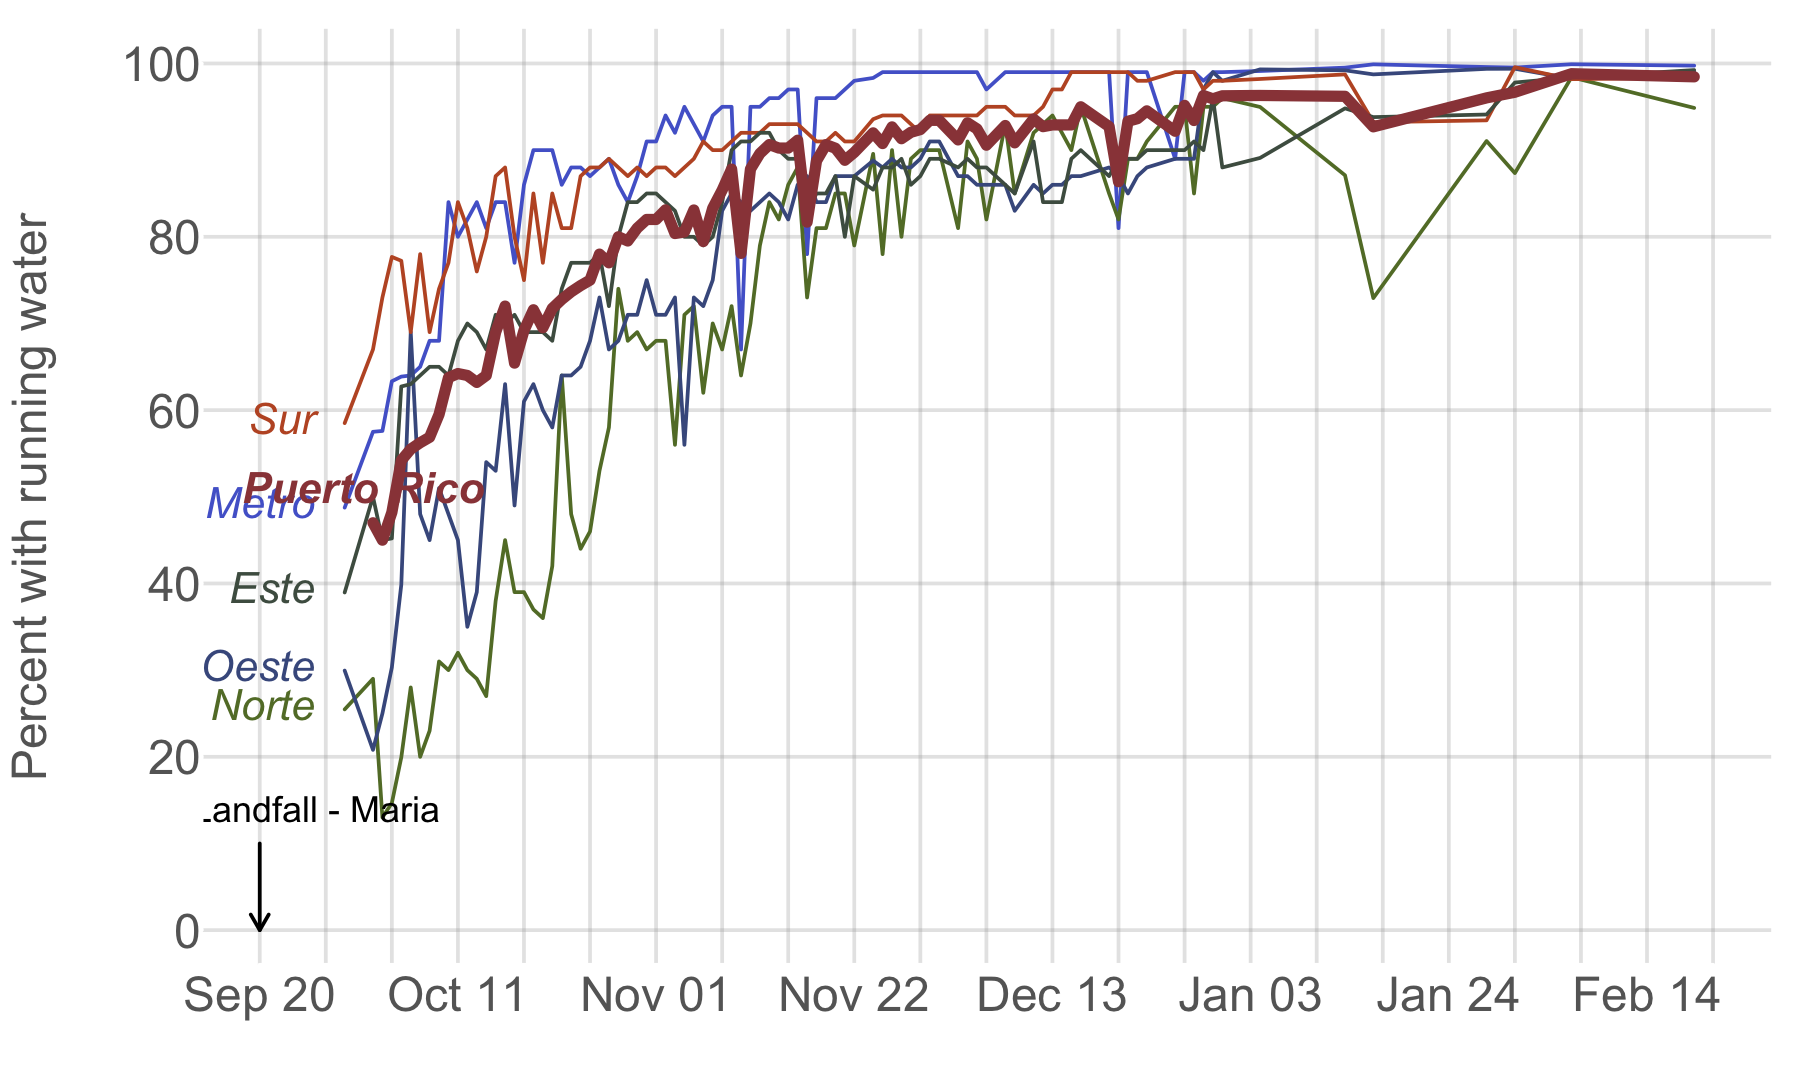 Percent with running water
100
80
60
40
20
0
Sur
Puerto Rico
Metro
Este
Oeste
Norte
Landfall - Maria
Sep 20
Oct 11
Nov 01
Nov 22
Dec 13
Jan 03
Jan 24
Feb 14